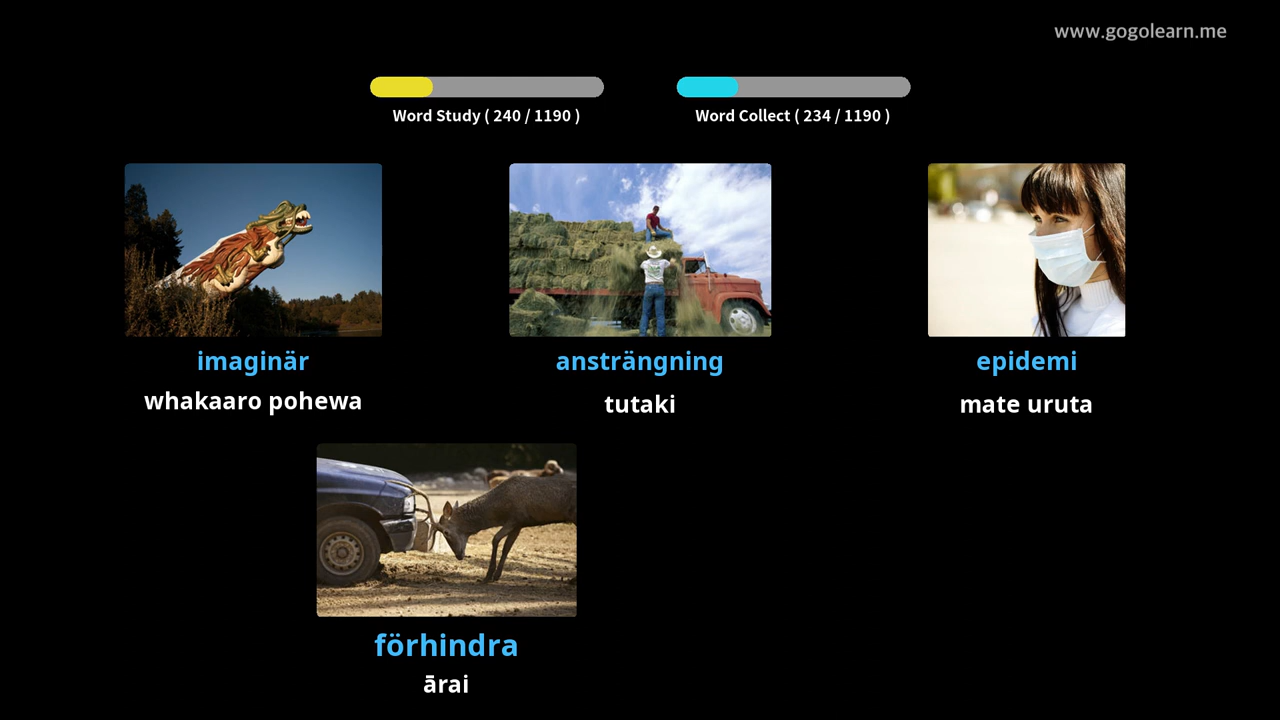 www.gogolearn.me
Word Study ( 240 / 1190 )
Word Collect ( 234 / 1190 )
imaginär
whakaaro pohewa
ansträngning
tutaki
epidemi
mate uruta
förhindra
ārai